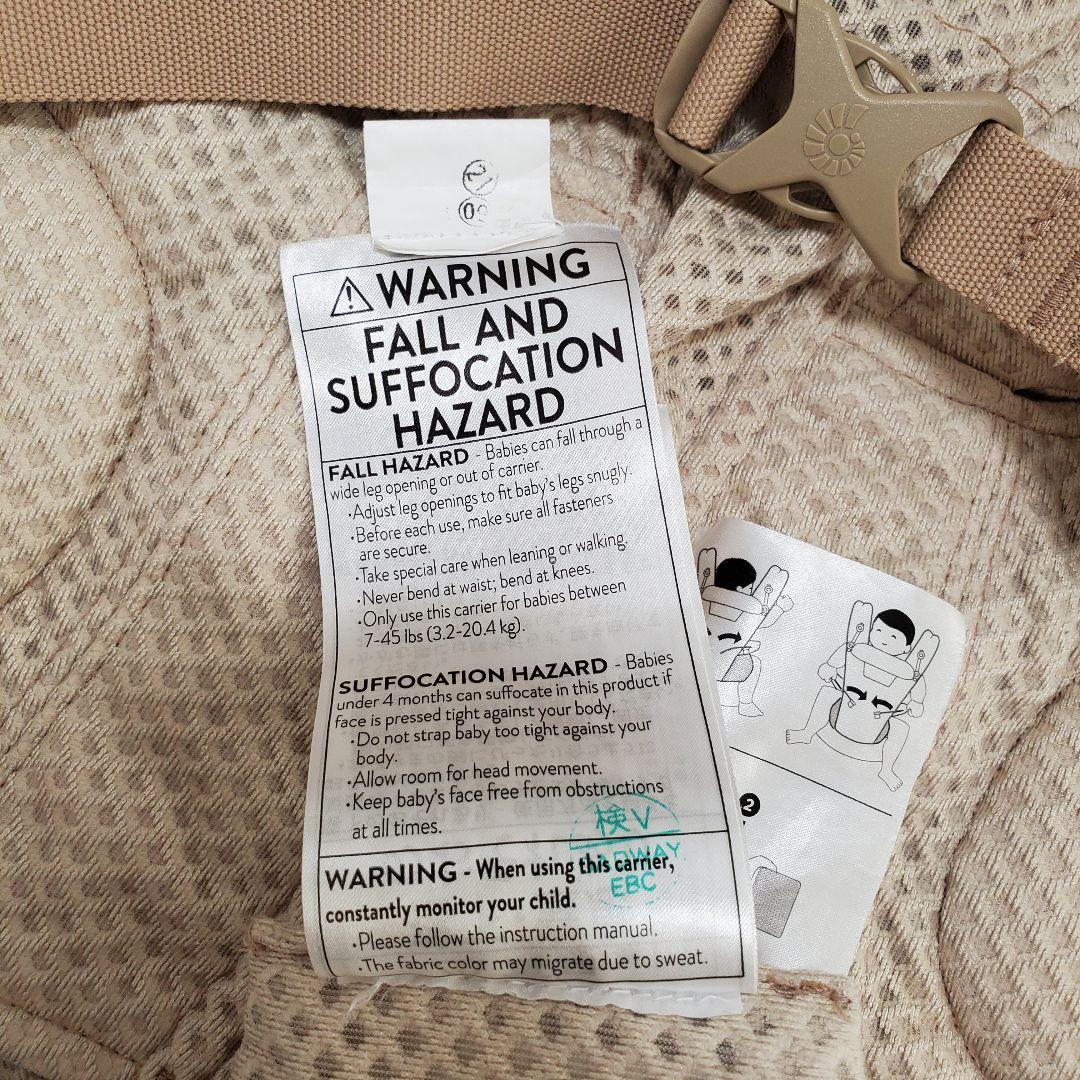 21
09
WARNING
FALL AND
SUFFOCATION
HAZARD
FALL HAZARD - Babies can fall through a
wide leg opening or out of carrier.
•Adjust leg openings to fit baby's legs snugly.
•Before each use, make sure all fasteners
are secure.
•Take special care when leaning or walking.
•Never bend at waist; bend at knees.
•Only use this carrier for babies between
7-45 lbs (3.2-20.4 kg).
SUFFOCATION HAZARD - Babies
under 4 months can suffocate in this product if
face is pressed tight against your body.
•Do not strap baby too tight against your
body.
•Allow room for head movement.
•Keep baby's face free from obstructions
at all times.
検V
EBC
WARNING - When using this carrier,
constantly monitor your child.
•Please follow the instruction manual.
•The fabric color may migrate due to sweat.
2